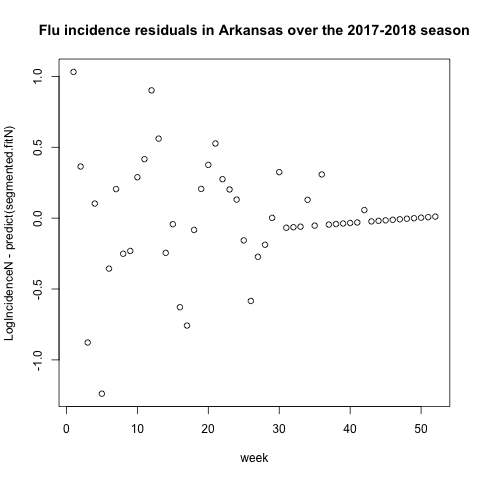 Flu incidence residuals in Arkansas over the 2017-2018 season
LogIncidenceN - predict(segmented.fitN)
1.0
0.5
0.0
-0.5
-1.0
0 10 20 30 40 50
week